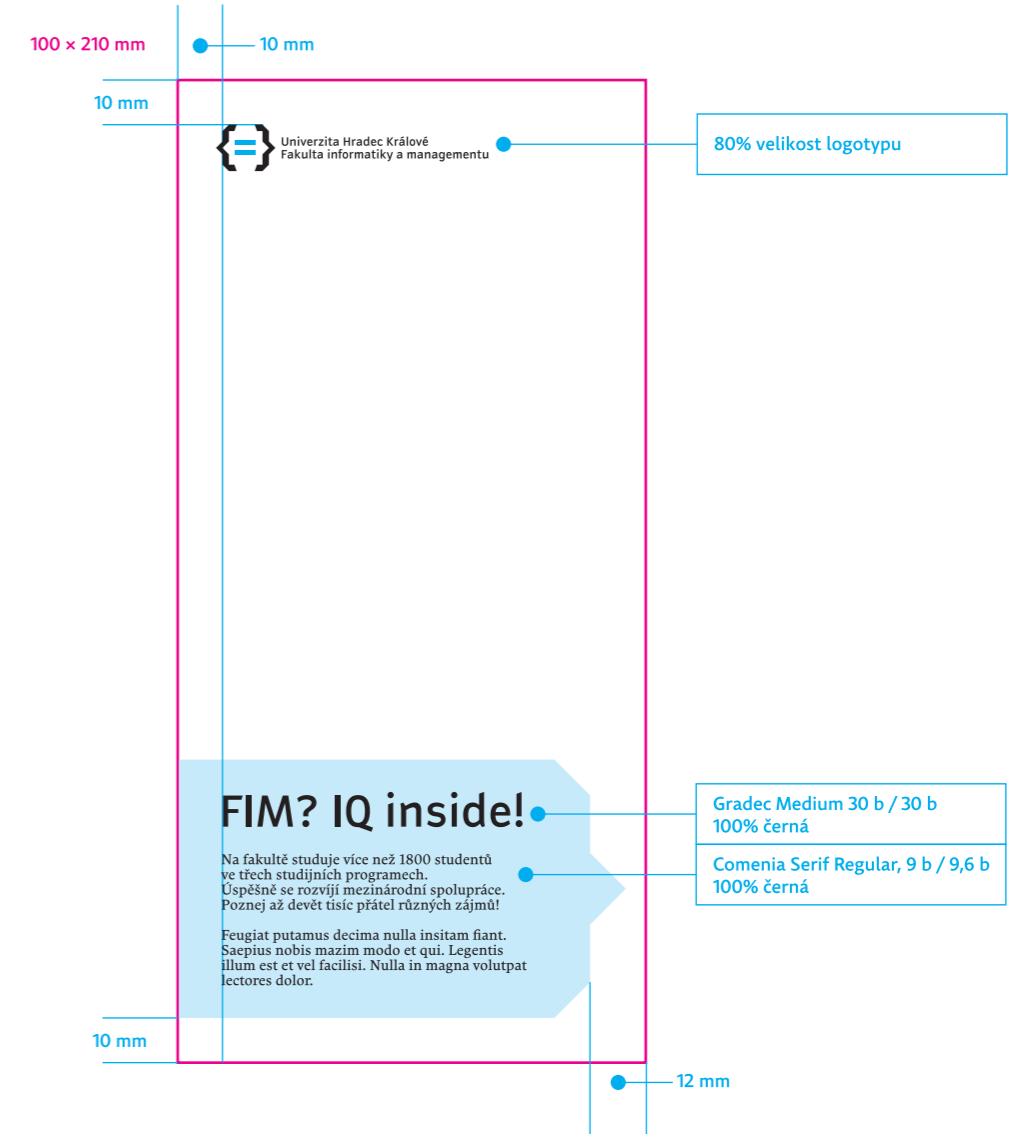 100 × 210 mm
10 mm
10 mm
Univerzita Hradec Králové
Fakulta informatiky a managementu
80% velikost logotypu
FIM? IQ inside!
Gradec Medium 30 b / 30 b
100% černá
Na fakultě studuje více než 1800 studentů
ve třech studijních programech.
Úspěšně se rozvíjí mezinárodní spolupráce.
Poznej až devět tisíc přátel různých zájmů!
Comenia Serif Regular, 9 b / 9,6 b
100% černá
Feugiat putamus decima nulla insitam fiant.
Saepius nobis mazim modo et qui. Legentis
illum est et vel facilisi. Nulla in magna volutpat
lectores dolor.
10 mm
12 mm